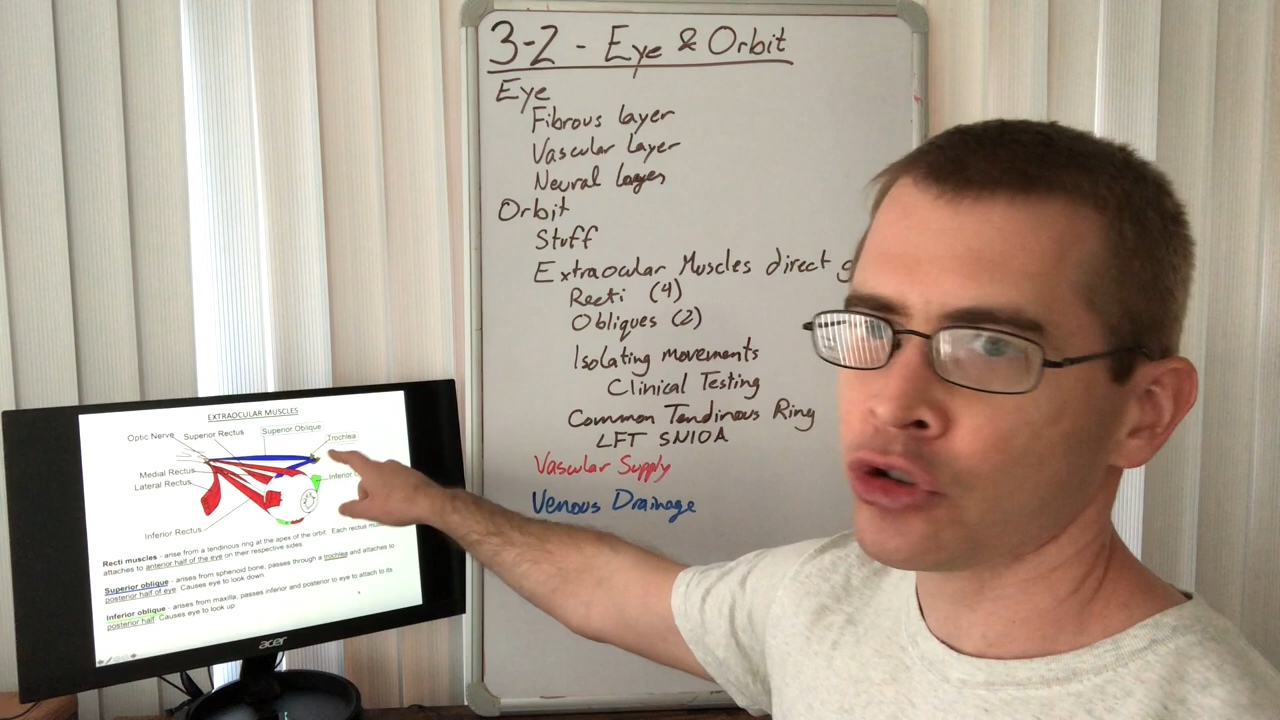 3-2 - Eye & Orbit
Eye
Fibrous layer
Vascular layer
Neural layer
Orbit
Stuff
Extraocular Muscles direct g
Recti (4)
Obliques (2)
Isolating movements
Clinical Testing
Common Tendinous Ring
LFT SNIOA
Vascular Supply
Venous Drainage
EXTRAOCULAR MUSCLES
Optic Nerve
Superior Rectus
Superior Oblique
Trochlea
Medial Rectus
Lateral Rectus
Inferior
Inferior Rectus
Recti muscles - arise from a tendinous ring at the apex of the orbit. Each rectus
attaches to anterior half of the eye on their respective sides.
Superior oblique - arises from sphenoid bone, passes through a trochlea and attaches to
posterior half of eye. Causes eye to look down.
Inferior oblique - arises from maxilla, passes inferior and posterior to eye to attach to its
posterior half. Causes eye to look up
acer